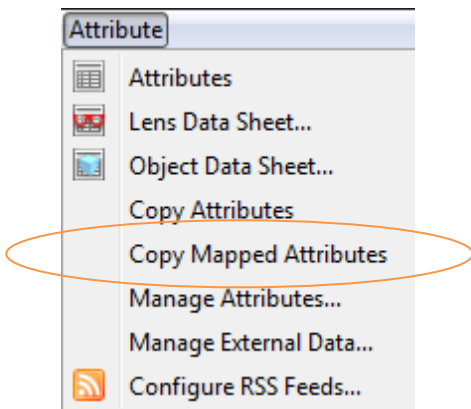 Attribute
Attributes
Lens Data Sheet...
Object Data Sheet...
Copy Attributes
Copy Mapped Attributes
Manage Attributes...
Manage External Data...
Configure RSS Feeds...